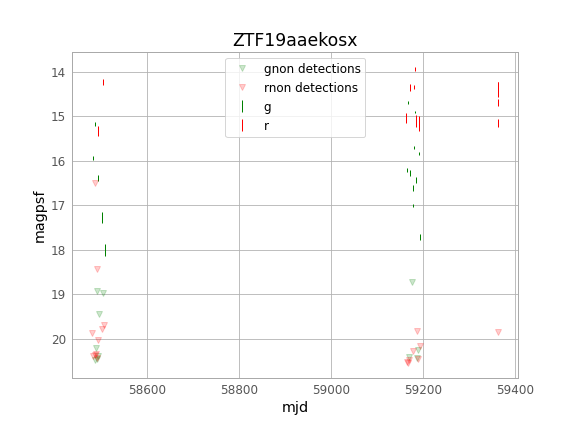 ZTF19aaekosx
gnon detections
rnon detections
g
r
14
15
16
17
18
19
20
magpsf
58600
58800
59000
59200
59400
mjd